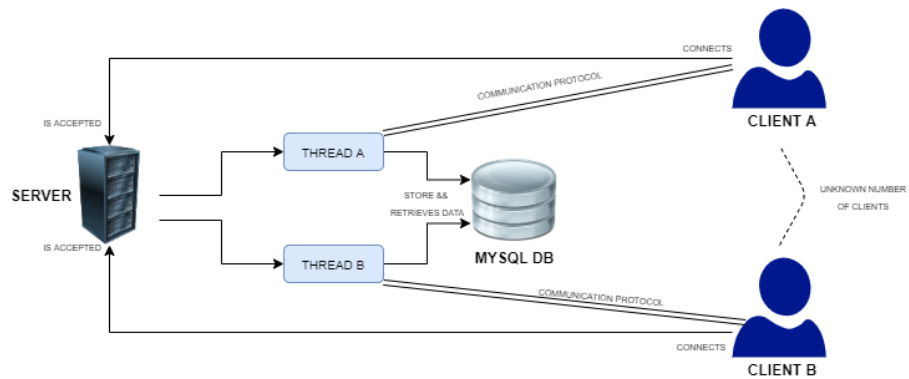 CONNECTS
COMMUNICATION PROTOCOL
CLIENT A
IS ACCEPTED
THREAD A
SERVER
STORE &&
RETRIEVES DATA
UNKNOWN NUMBER
OF CLIENTS
IS ACCEPTED
MYSQL DB
THREAD B
COMMUNICATION PROTOCOL
CONNECTS
CLIENT B